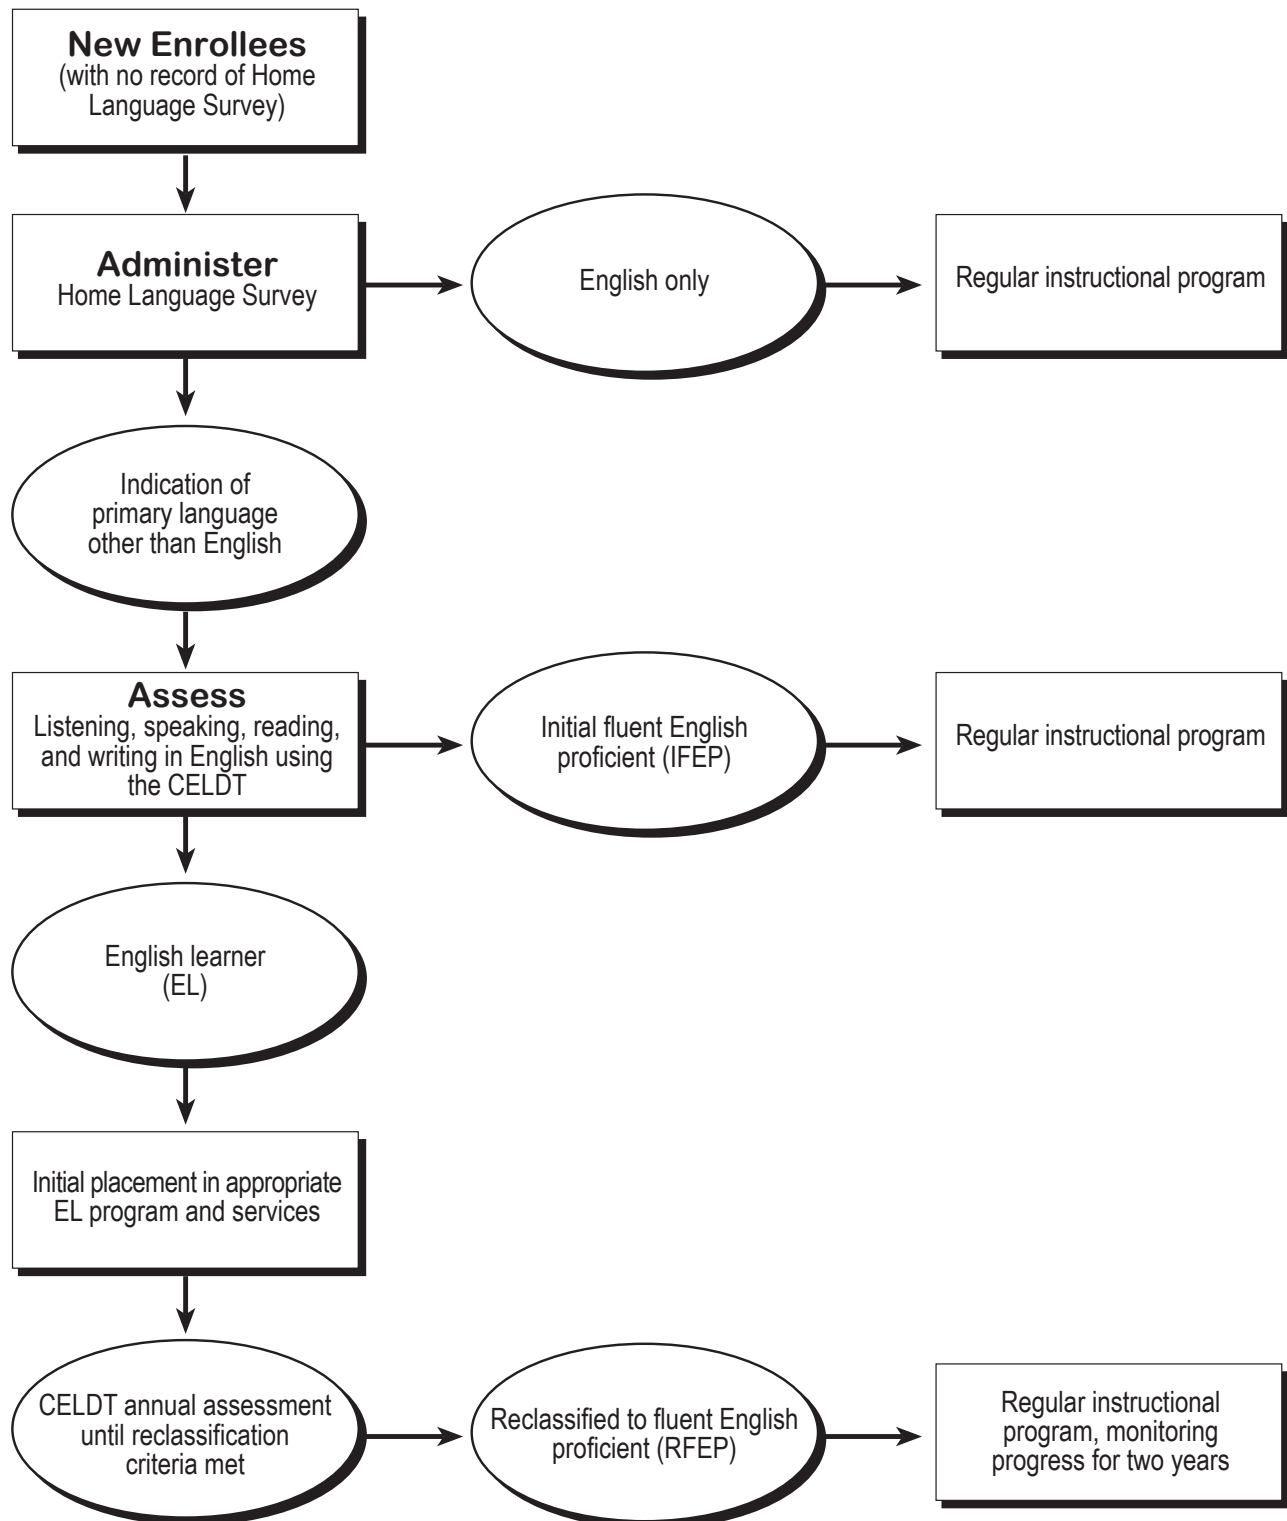 New Enrollees
(with no record of Home
Language Survey)
Administer
Home Language Survey
English only
Regular instructional program
Indication of
primary language
other than English
Assess
Listening, speaking, reading,
and writing in English using
the CELDT
Initial fluent English
proficient (IFEP)
Regular instructional program
English learner
(EL)
Initial placement in appropriate
EL program and services
CELDT annual assessment
until reclassification
criteria met
Reclassified to fluent English
proficient (RFEP)
Regular instructional
program, monitoring
progress for two years